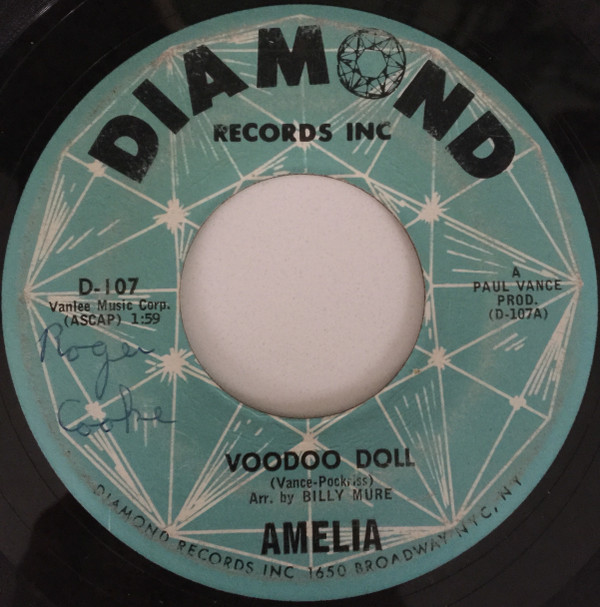 DIAMOND
RECORDS INC
D-107
Vanlee Music Corp.
(ASCAP) 1:59
A
PAUL VANCE
PROD.
(D-107A)
Roger
Cooke
VOODOO DOLL
(Vance-Pockriss)
Arr. by BILLY MURE
AMELIA
DIAMOND RECORDS INC 1650 BROADWAY NYC, NY